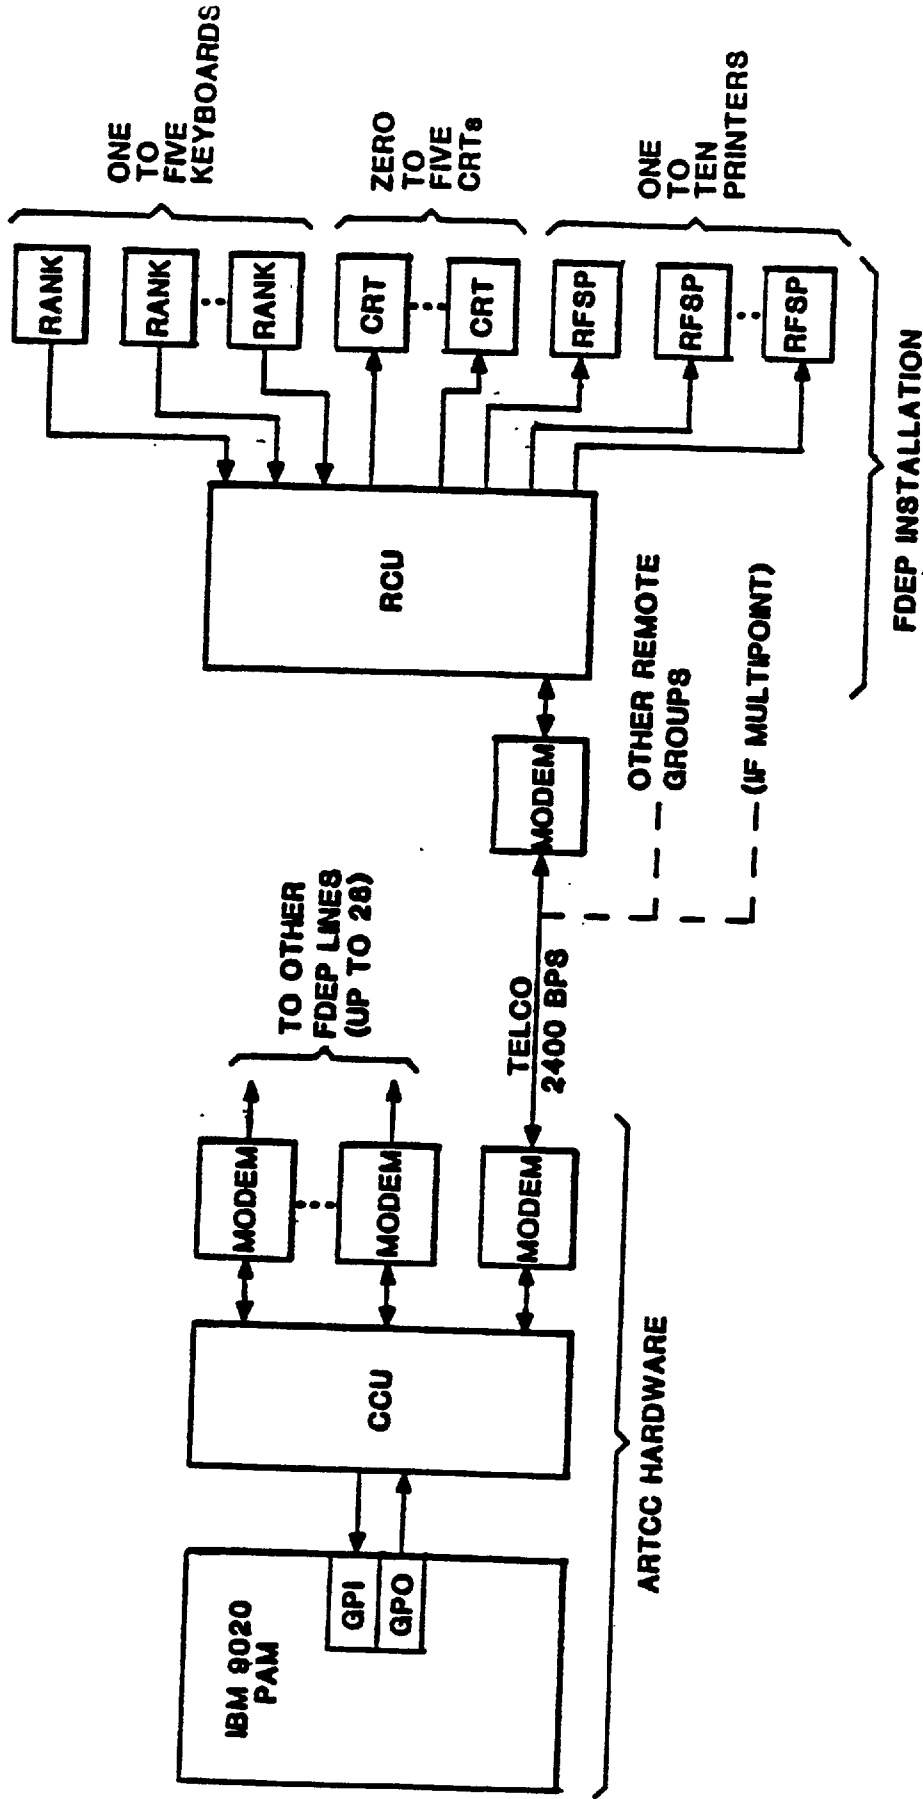 IBM 9020
PAM
GPI
GPO
CCU
MODEM
MODEM
MODEM
TO OTHER
FDEP LINES
(UP TO 28)
TELCO
2400 BPS
ARTCC HARDWARE
MODEM
OTHER REMOTE
GROUPS
(IF MULTIPOINT)
RCU
RANK
RANK
RANK
CRT
CRT
RFSP
RFSP
RFSP
ONE
TO
FIVE
KEYBOARDS
ZERO
TO
FIVE
CRTs
ONE
TO
TEN
PRINTERS
FDEP INSTALLATION